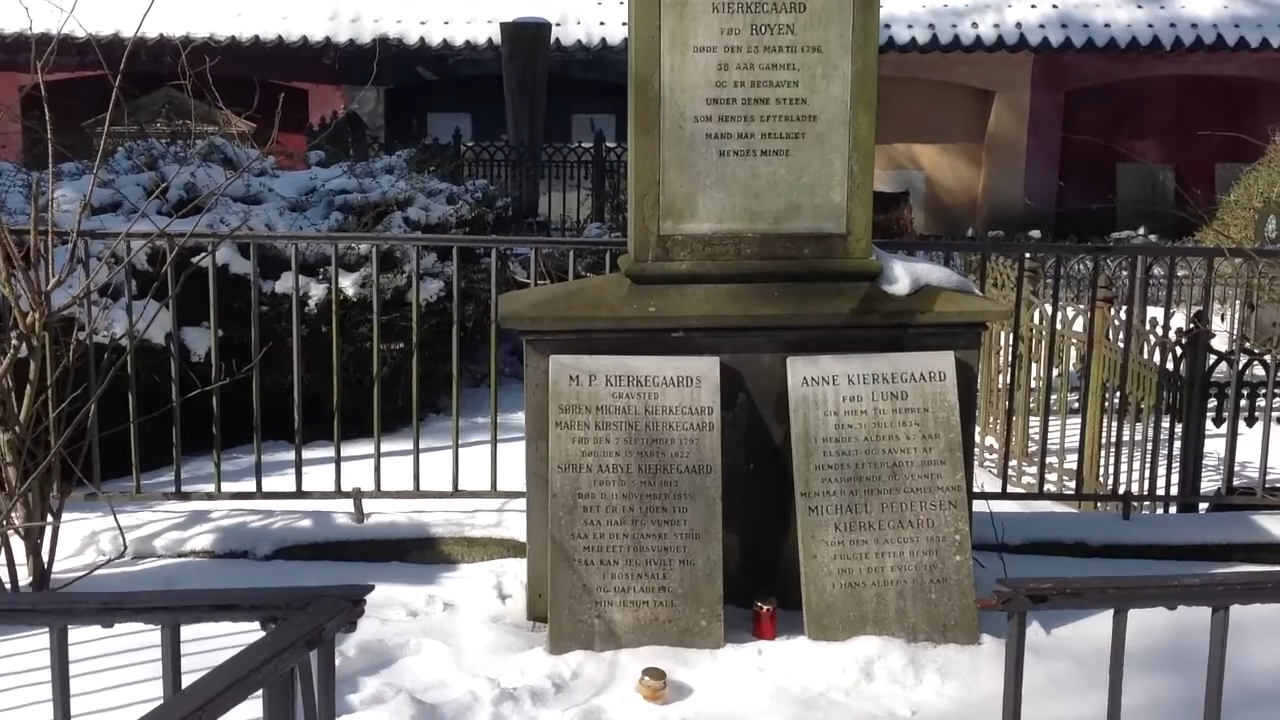 KIERKEGAARD
FØD ROYEN,
DØDE DEN 23 MARTII 1796,
38 AAR GAMMEL,
OG ER BEGRAVEN
UNDER DENNE STEEN,
SOM HENDES EFTERLADTE
MAND HAR HELLIGET
HENDES MINDE.
M. P. KIERKEGAARDS
GRAVSTED
SØREN MICHAEL KIERKEGAARD
MAREN KIRSTINE KIERKEGAARD
FØD DEN 7 SEPTEMBER 1797
DØD DEN 15 MARTS 1822
SØREN AABYE KIERKEGAARD
FØDT D. 5 MAI 1813
DØD D. 11 NOVEMBER 1855.
DET ER EN LIDEN TID
SAA HAR JEG VUNDET
SAA ER DEN GANSKE STRID
MED EET FORSVUNDET
SAA KAN JEG HVILE MIG
I ROSENSALE
OG UAFLADELIG
MIN JESUM TALE
ANNE KIERKEGAARD
FØD LUND
GIK HIEM TIL HERREN
DEN 31 JULI 1834
I HENDES ALDERS 67 AAR
ELSKET OG SAVNET AF
HENDES EFTERLADTE BØRN
PAARØRENDE OG VENNER
MEN ISÆR AF HENDES GAMLE MAND
MICHAEL PEDERSEN
KIERKEGAARD
SOM DEN 9 AUGUST 1838
FULGTE EFTER HENDE
IND I DET EVIGE LIV
I HANS ALDERS 82 AAR